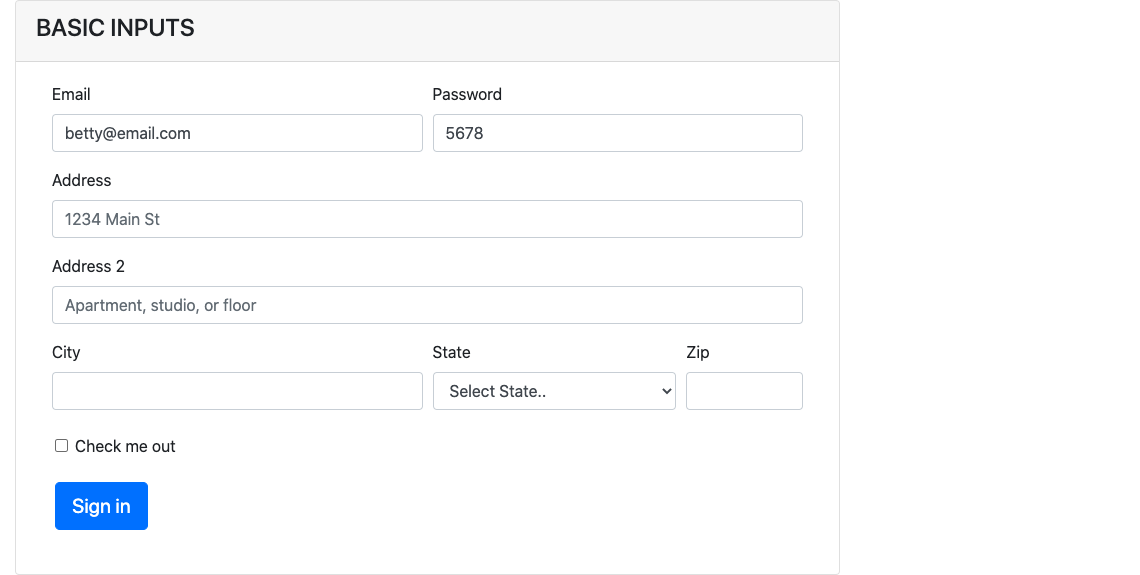 BASIC INPUTS
Email Password
betty@email.com 5678
Address
1234 Main St
Address 2
Apartment, studio, or floor
City State Zip
Select State..
Check me out
Sign in